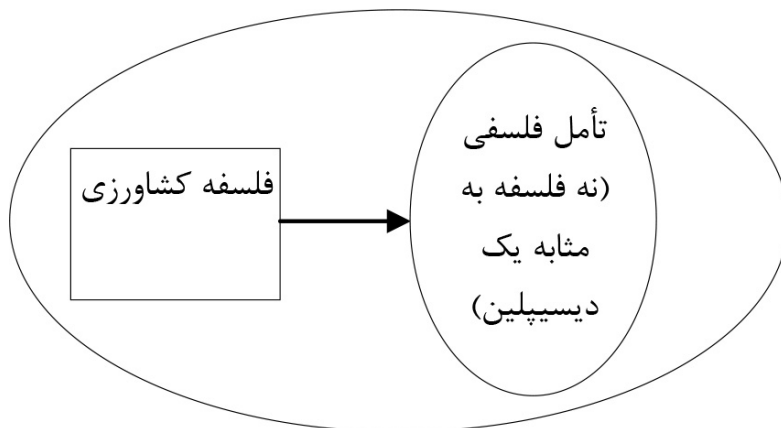 فلسفه کشاورزی
تأمل فلسفی
(نه فلسفه به
مثابه یک
دیسیپلین)